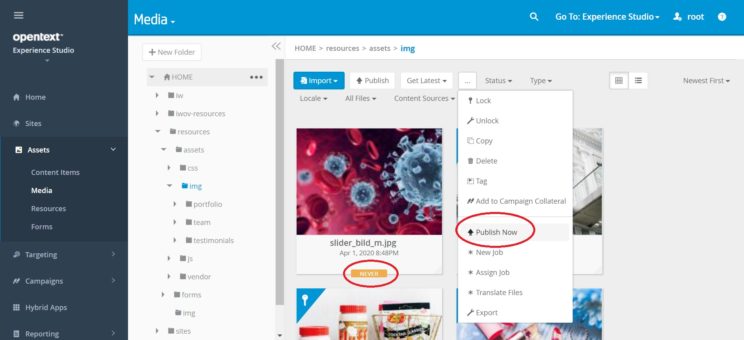 opentext™
Experience Studio
Home
Sites
Assets
Content Items
Media
Resources
Forms
Targeting
Campaigns
Hybrid Apps
Reporting
Media
Go To: Experience Studio
root
+ New Folder
HOME
iw
iwov-resources
resources
assets
css
img
portfolio
team
testimonials
js
vendor
forms
img
sites
HOME > resources > assets > img
Import
Publish
Get Latest
...
Status
Type
Newest First
Locale
All Files
Content Sources
Lock
Unlock
Copy
Delete
Tag
Add to Campaign Collateral
Publish Now
New Job
Assign Job
Translate Files
Export
slider_bild_m.jpg
Apr 1, 2020 8:48PM
NEVER